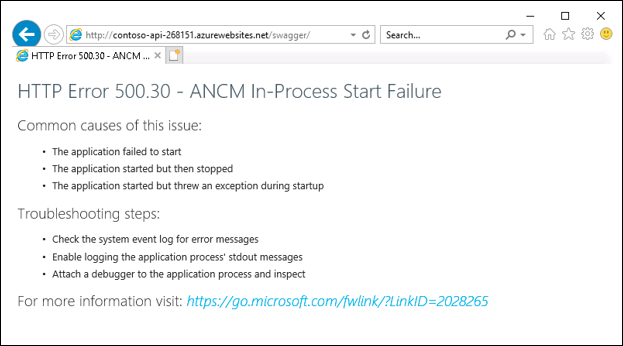 http://contoso-api-268151.azurewebsites.net/swagger/
Search...
HTTP Error 500.30 - ANCM ...
HTTP Error 500.30 - ANCM In-Process Start Failure
Common causes of this issue:
• The application failed to start
• The application started but then stopped
• The application started but threw an exception during startup
Troubleshooting steps:
• Check the system event log for error messages
• Enable logging the application process' stdout messages
• Attach a debugger to the application process and inspect
For more information visit: https://go.microsoft.com/fwlink/?LinkID=2028265